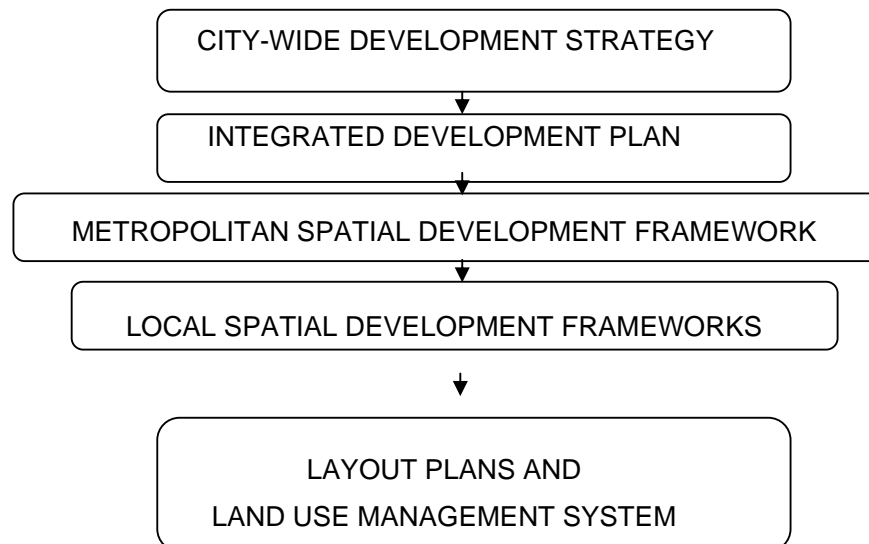 CITY-WIDE DEVELOPMENT STRATEGY
INTEGRATED DEVELOPMENT PLAN
METROPOLITAN SPATIAL DEVELOPMENT FRAMEWORK
LOCAL SPATIAL DEVELOPMENT FRAMEWORKS
LAYOUT PLANS AND
LAND USE MANAGEMENT SYSTEM